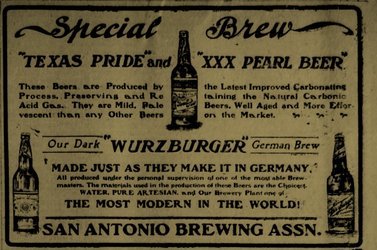 Special Brew
"TEXAS PRIDE" and "XXX PEARL BEER"
These Beers are Produced by the Latest Improved Carbonating
Process, Preserving and Re taining the Natural Carbonic
Acid Gas. They are Mild, Pale Beers, Well Aged and More Effer-
vescent than any Other Beers on the Market.
Our Dark "WURZBURGER" German Brew
MADE JUST AS THEY MAKE IT IN GERMANY.
All produced under the personal supervision of one of the most able Brew-
masters. The materials used in the production of these Beers are the Choicest.
WATER, PURE ARTESIAN, and Our Brewery Plant one of
THE MOST MODERN IN THE WORLD!
SAN ANTONIO BREWING ASSN.